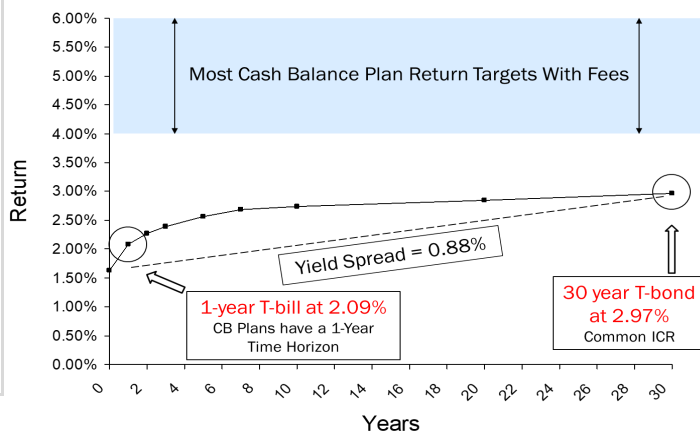 6.00%
5.50%
5.00%
4.50%
4.00%
3.50%
3.00%
2.50%
2.00%
1.50%
1.00%
0.50%
0.00%
Return
Most Cash Balance Plan Return Targets With Fees
Yield Spread = 0.88%
1-year T-bill at 2.09%
CB Plans have a 1-Year
Time Horizon
30 year T-bond
at 2.97%
Common ICR
0 2 4 6 8 10 12 14 16 18 20 22 24 26 28 30
Years